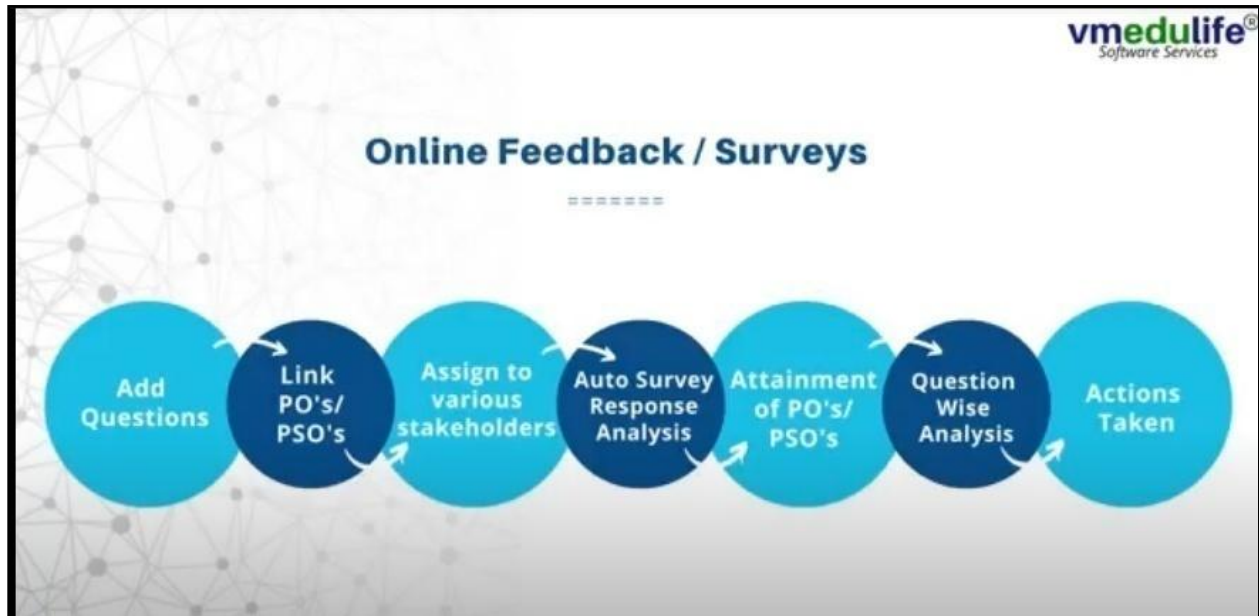 vmedulife®
Software Services
Online Feedback / Surveys
=======
Add
Questions
Link
PO's/
PSO's
Assign to
various
stakeholders
Auto Survey
Response
Analysis
Attainment
of PO's/
PSO's
Question
Wise
Analysis
Actions
Taken